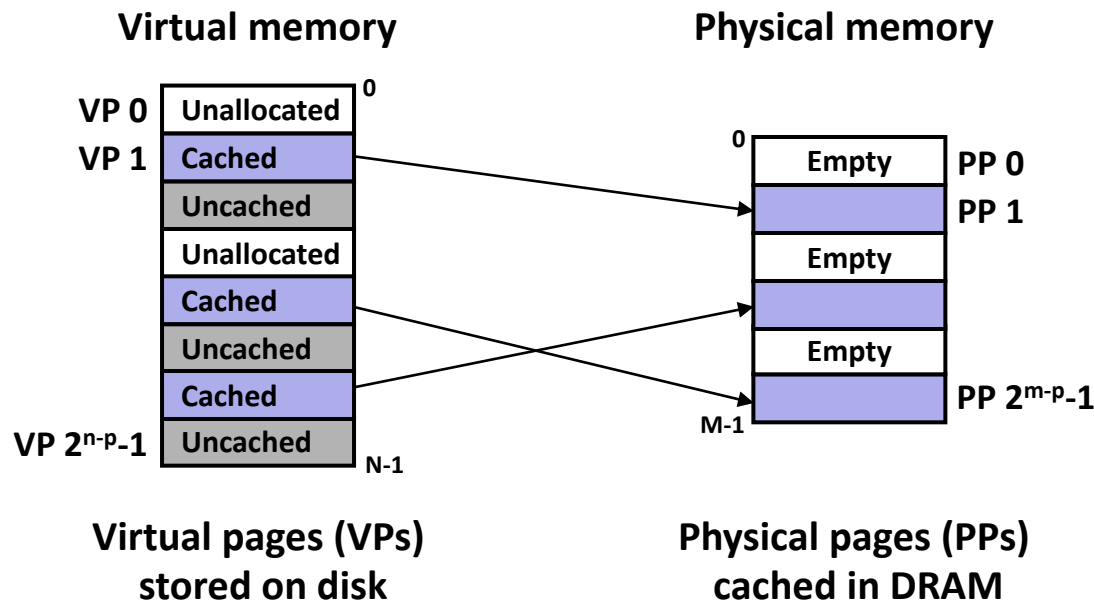 Virtual memory
Physical memory
0
VP 0
Unallocated
VP 1
Cached
Uncached
Unallocated
Cached
Uncached
Cached
VP 2^{n-p}-1
Uncached
N-1
0
Empty
PP 0
PP 1
Empty
Empty
PP 2^{m-p}-1
M-1
Virtual pages (VPs)
stored on disk
Physical pages (PPs)
cached in DRAM